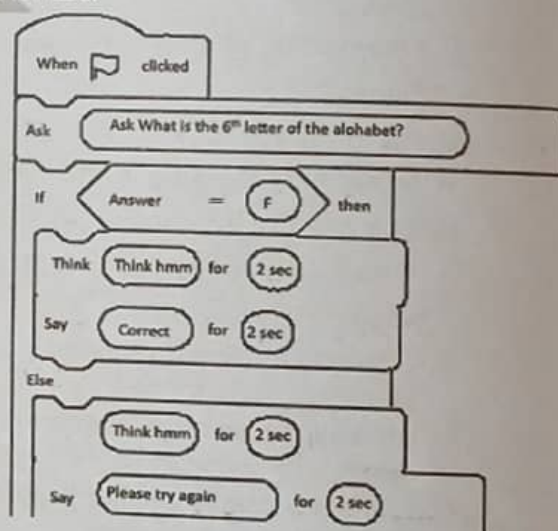 When clicked
Ask Ask What is the 6th letter of the alohabet?
If Answer = F then
Think Think hmm for 2 sec
Say Correct for 2 sec
Else
Think hmm for 2 sec
Say Please try again for 2 sec